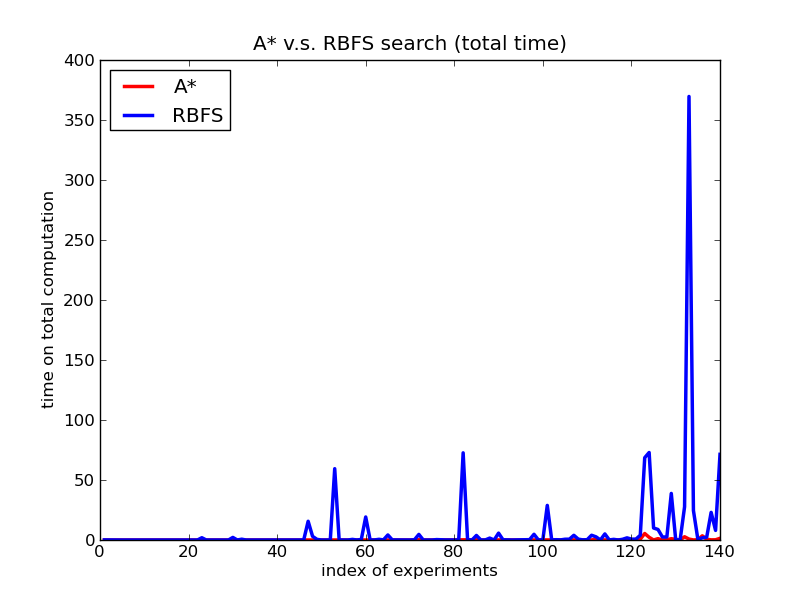 A* v.s. RBFS search (total time)
A*
RBFS
time on total computation
400
350
300
250
200
150
100
50
0
0 20 40 60 80 100 120 140
index of experiments